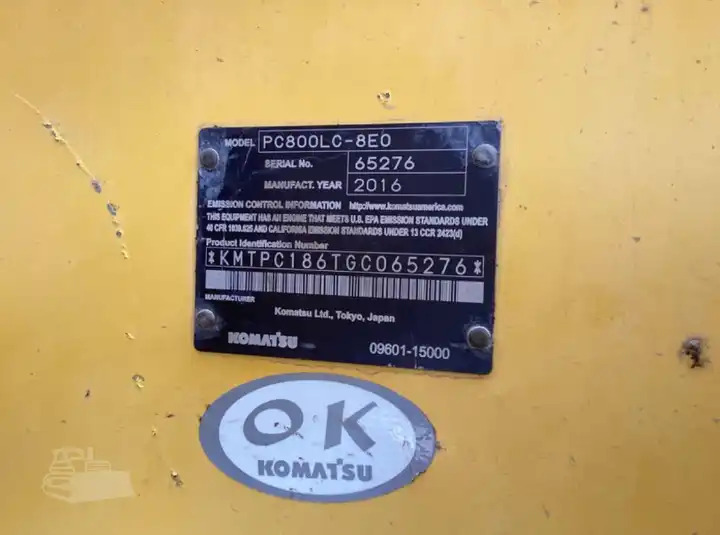 MODEL PC800LC-8E0
SERIAL No. 65276
MANUFACT. YEAR 2016
EMISSION CONTROL INFORMATION http://www.komatsuamerica.com
THIS EQUIPMENT HAS AN ENGINE THAT MEETS U.S. EPA EMISSION STANDARDS UNDER
40 CFR 1039.625 AND CALIFORNIA EMISSION STANDARDS UNDER 13 CCR 2423(d)
Product Identification Number
*KMTPC186TGC065276*
MANUFACTURER
Komatsu Ltd., Tokyo, Japan
KOMATSU
09601-15000
OK
KOMATSU